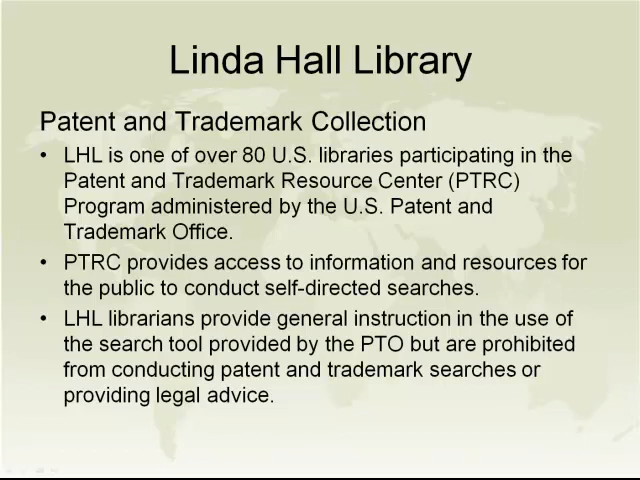 Linda Hall Library
Patent and Trademark Collection
• LHL is one of over 80 U.S. libraries participating in the
Patent and Trademark Resource Center (PTRC)
Program administered by the U.S. Patent and
Trademark Office.
• PTRC provides access to information and resources for
the public to conduct self-directed searches.
• LHL librarians provide general instruction in the use of
the search tool provided by the PTO but are prohibited
from conducting patent and trademark searches or
providing legal advice.